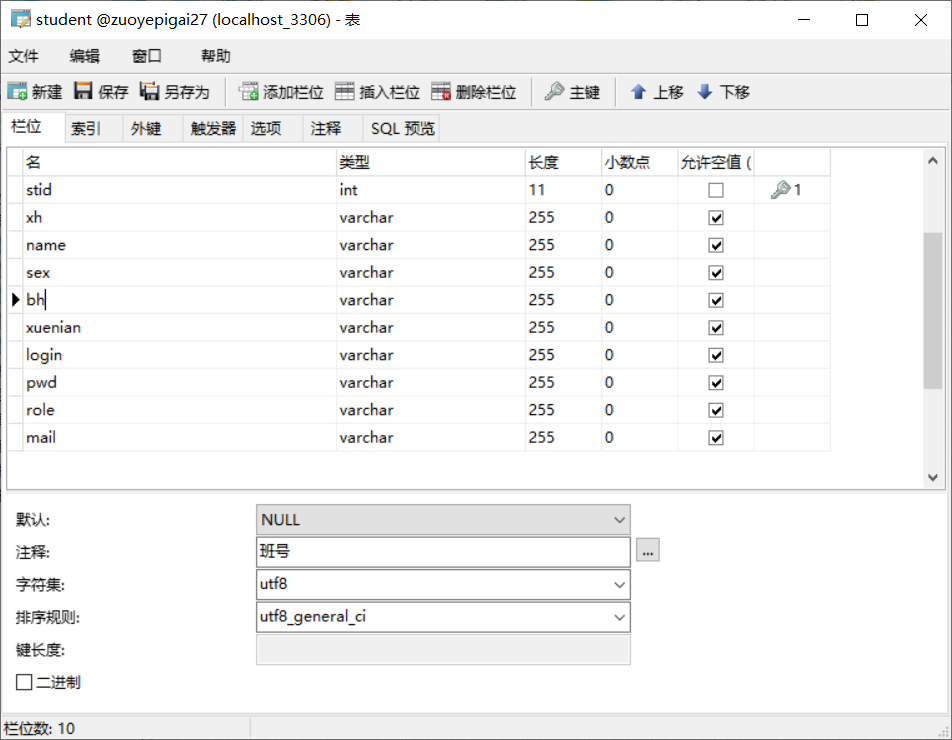 student @zuoyepigai27 (localhost_3306) - 表
文件 编辑 窗口 帮助
新建 保存 另存为 添加栏位 插入栏位 删除栏位 主键 上移 下移
栏位 索引 外键 触发器 选项 注释 SQL 预览
名 类型 长度 小数点 允许空值 (
stid int 11 0 1
xh varchar 255 0
name varchar 255 0
sex varchar 255 0
bh varchar 255 0
xuenian varchar 255 0
login varchar 255 0
pwd varchar 255 0
role varchar 255 0
mail varchar 255 0
默认: NULL
注释: 班号 ...
字符集: utf8
排序规则: utf8_general_ci
键长度:
二进制
栏位数: 10